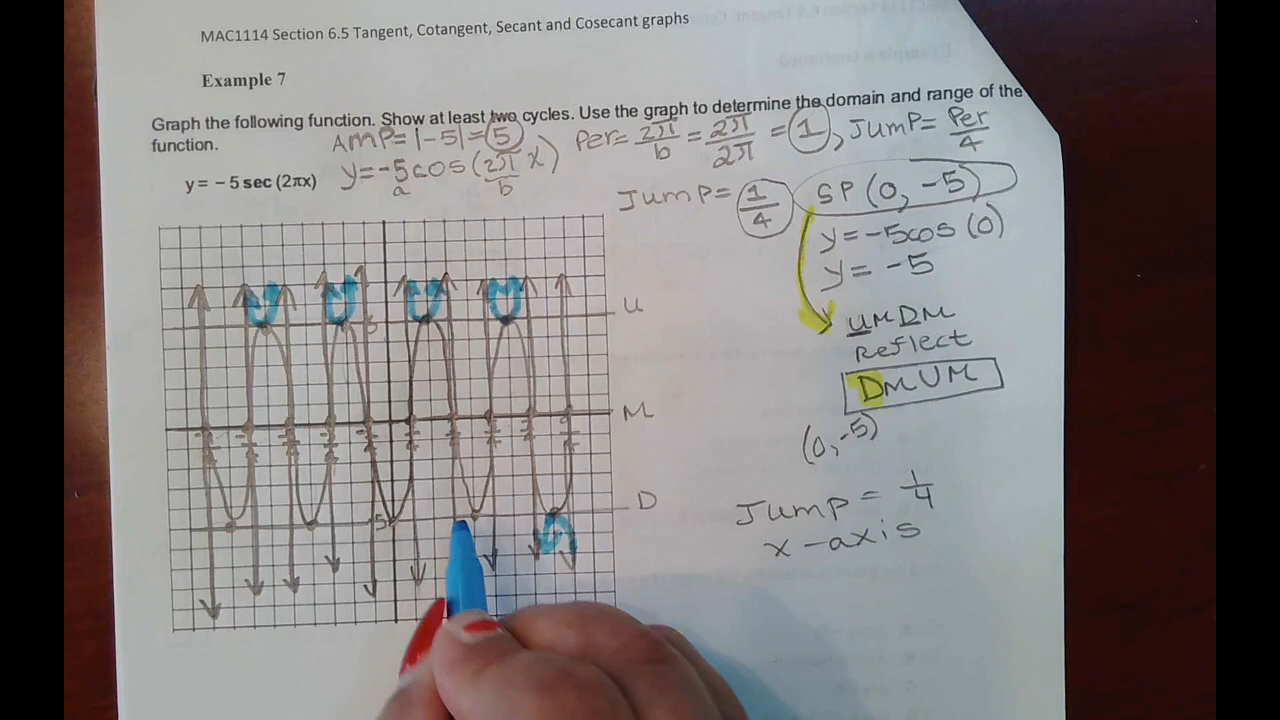 MAC1114 Section 6.5 Tangent, Cotangent, Secant and Cosecant graphs
Example 7
Graph the following function. Show at least two cycles. Use the graph to determine the domain and range of the
function.
AMP= |-5| = 5 Per= 2π/b = 2π/2π = 1, JumP= Per/4
y = - 5 sec (2πx)
y=-5cos(2π x)
a b
JumP= 1/4
SP (0, -5)
y=-5cos(0)
y= -5
U
UMDM
Reflect
DMUM
M
(0,-5)
D
Jump = 1/4
x-axis
5
-5